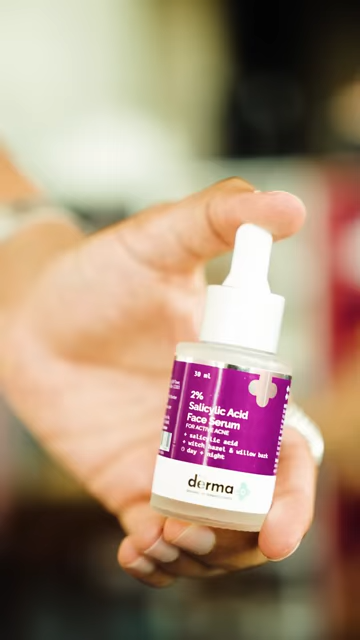 30 ml
2%
Salicylic Acid
Face Serum
FOR ACTIVE ACNE
+ salicylic acid
+ witch hazel & willow bark
day + night
derma